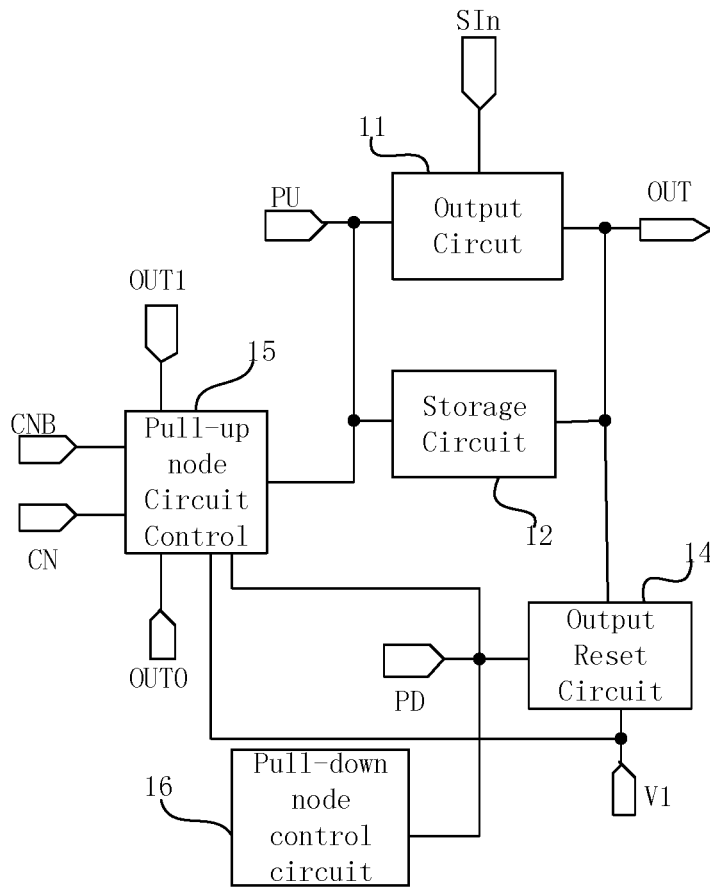 SIn
11
PU
Output
Circut
OUT
OUT1
15
Storage
Circuit
CNB
Pull-up
node
Circuit
Control
CN
12
14
OUTO
Output
Reset
Circuit
PD
Pull-down
node
control
circuit
16
V1